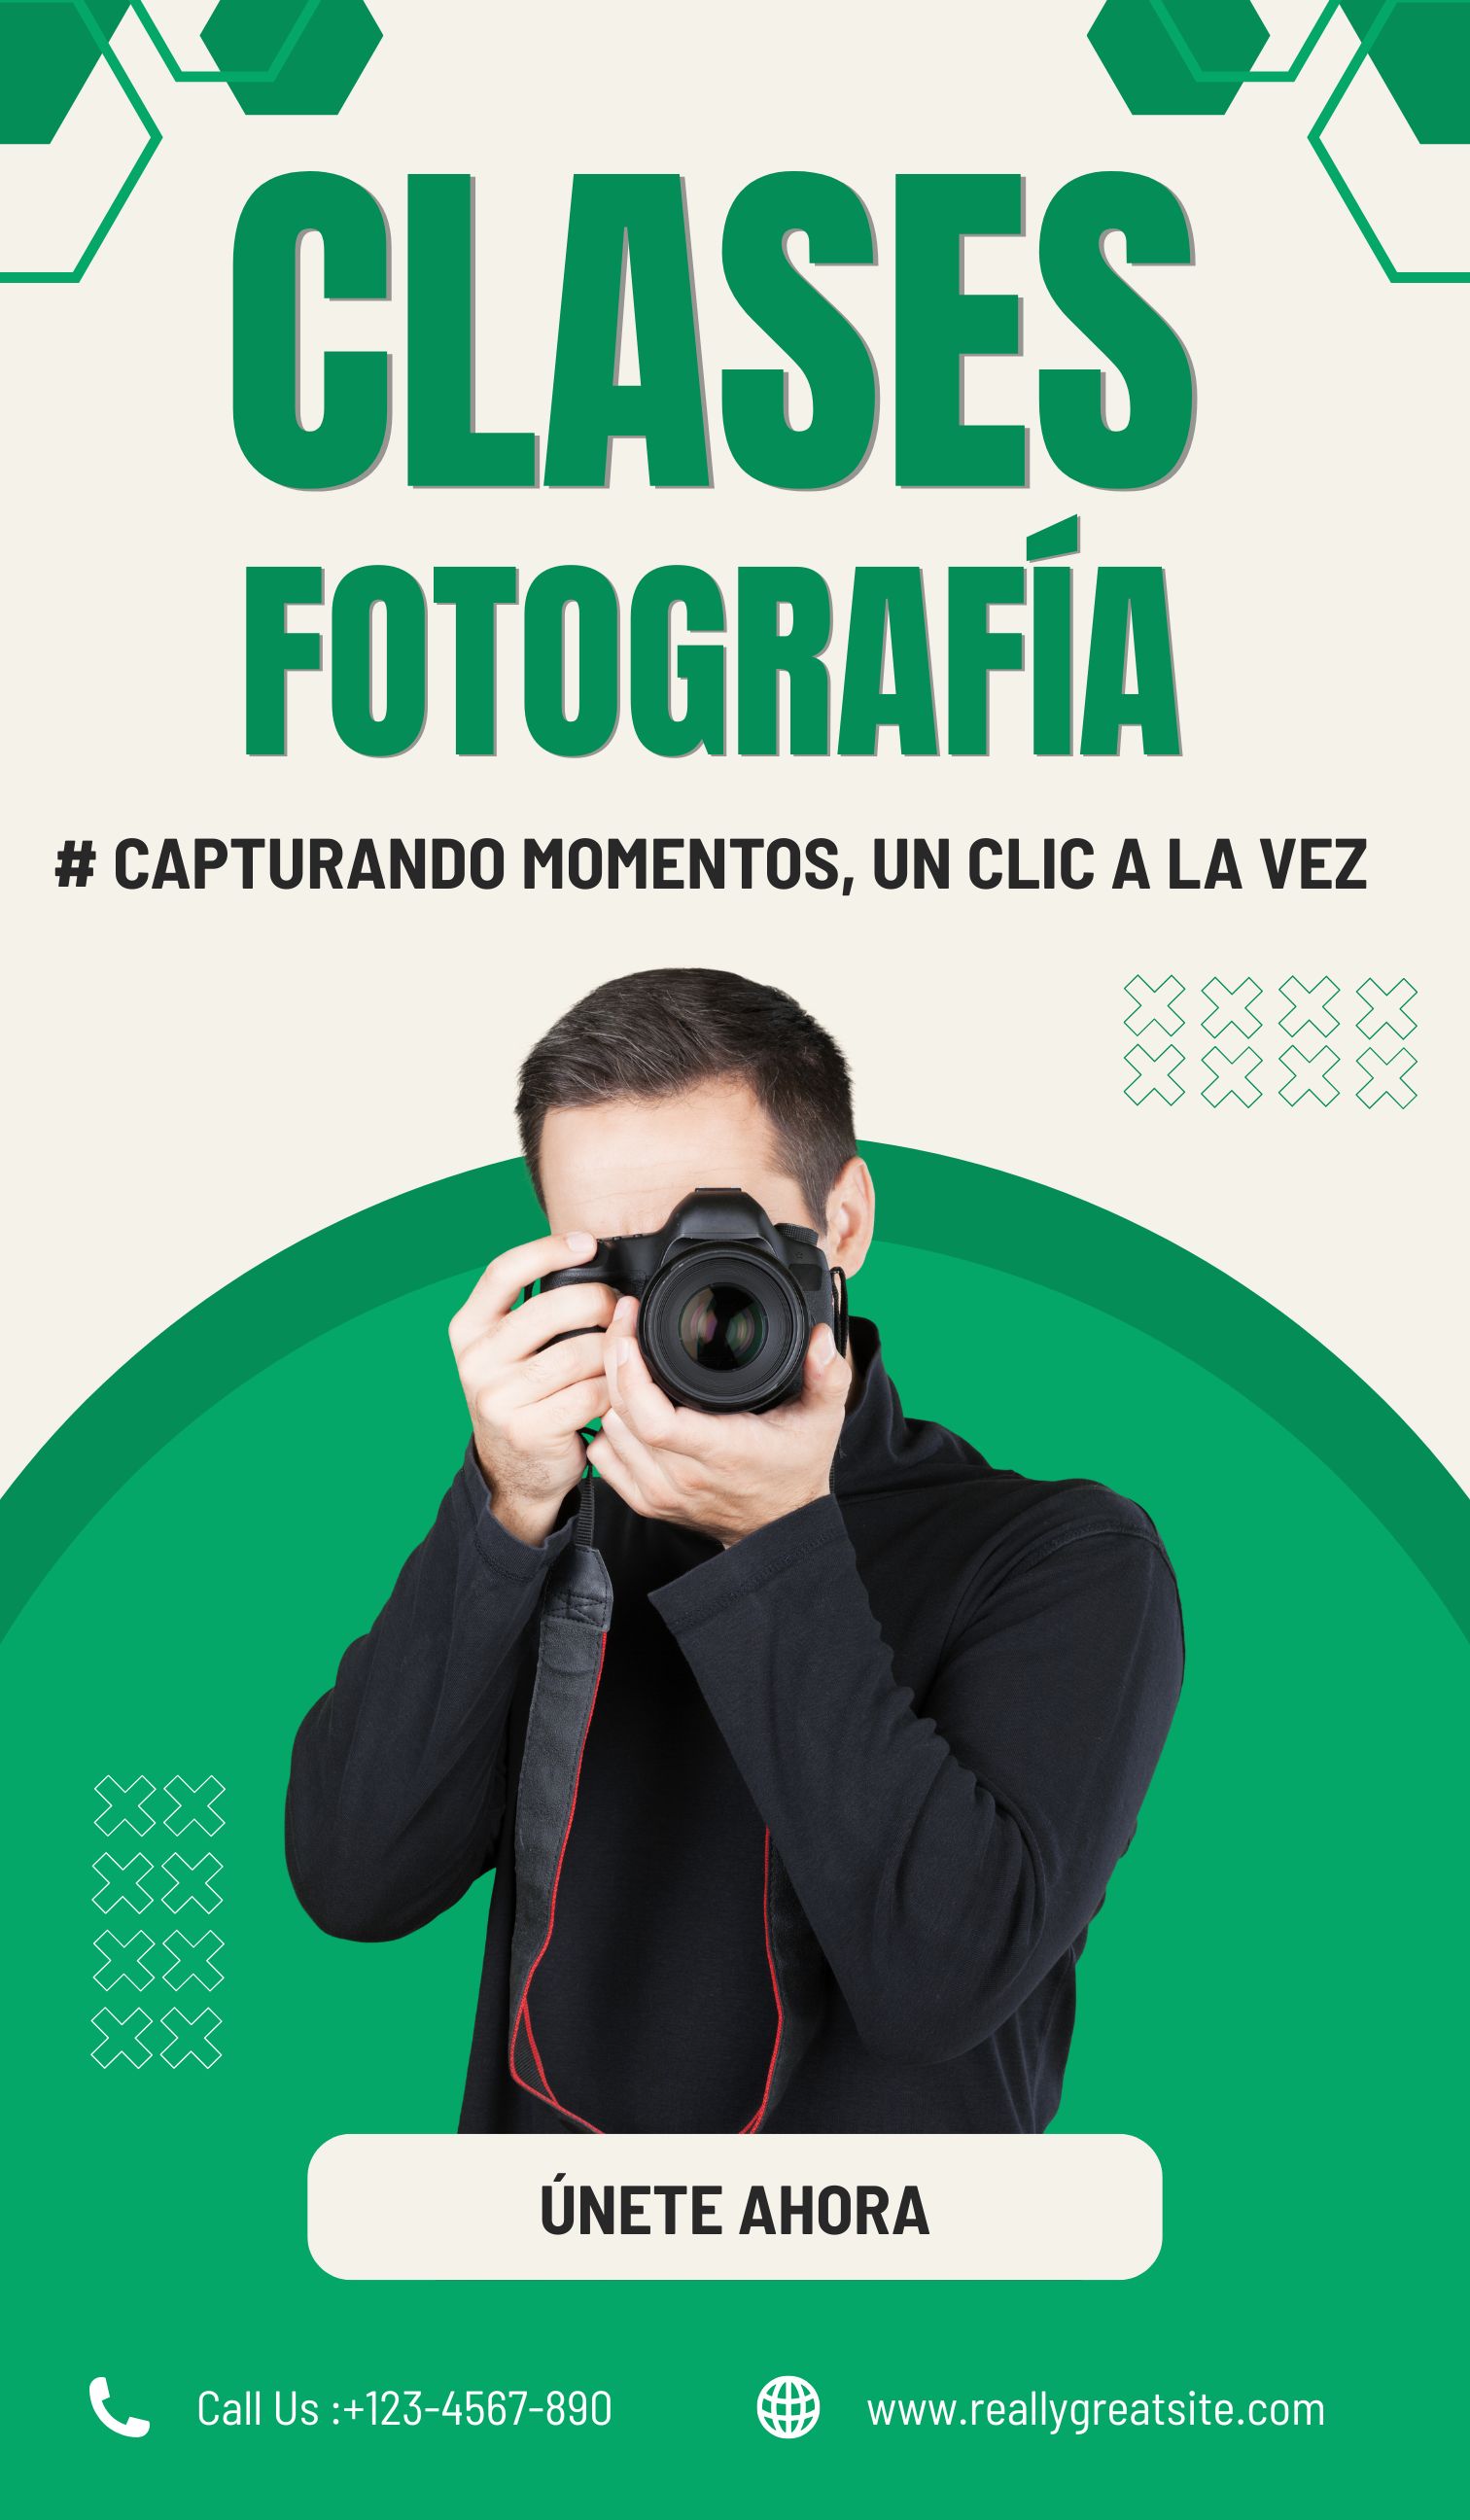 CLASES
FOTOGRAFÍA
# CAPTURANDO MOMENTOS, UN CLIC A LA VEZ
ÚNETE AHORA
Call Us :+123-4567-890
www.reallygreatsite.com